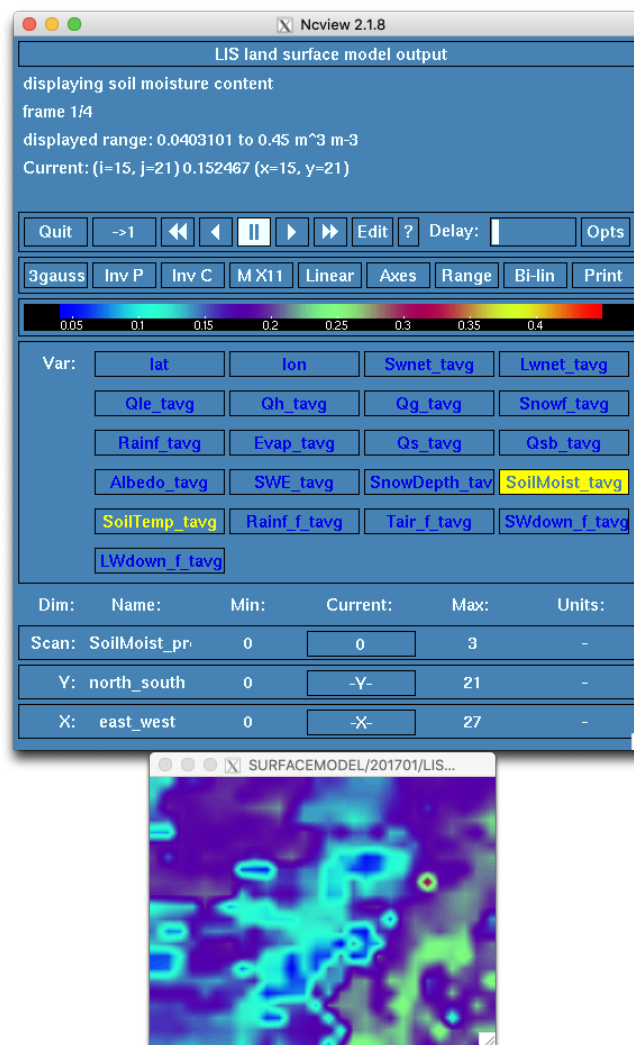 Ncview 2.1.8
LIS land surface model output
displaying soil moisture content
frame 1/4
displayed range: 0.0403101 to 0.45 m^3 m-3
Current: (i=15, j=21) 0.152467 (x=15, y=21)
Quit ->1 Edit ? Delay: Opts
3gauss Inv P Inv C M X11 Linear Axes Range Bi-lin Print
0.05 0.1 0.15 0.2 0.25 0.3 0.35 0.4
Var: lat lon Swnet_tavg Lwnet_tavg
Qle_tavg Qh_tavg Qg_tavg Snowf_tavg
Rainf_tavg Evap_tavg Qs_tavg Qsb_tavg
Albedo_tavg SWE_tavg SnowDepth_tav SoilMoist_tavg
SoilTemp_tavg Rainf_f_tavg Tair_f_tavg SWdown_f_tavg
LWdown_f_tavg
Dim: Name: Min: Current: Max: Units:
Scan: SoilMoist_pr 0 0 3 -
Y: north_south 0 -Y- 21 -
X: east_west 0 -X- 27 -
SURFACEMODEL/201701/LIS...